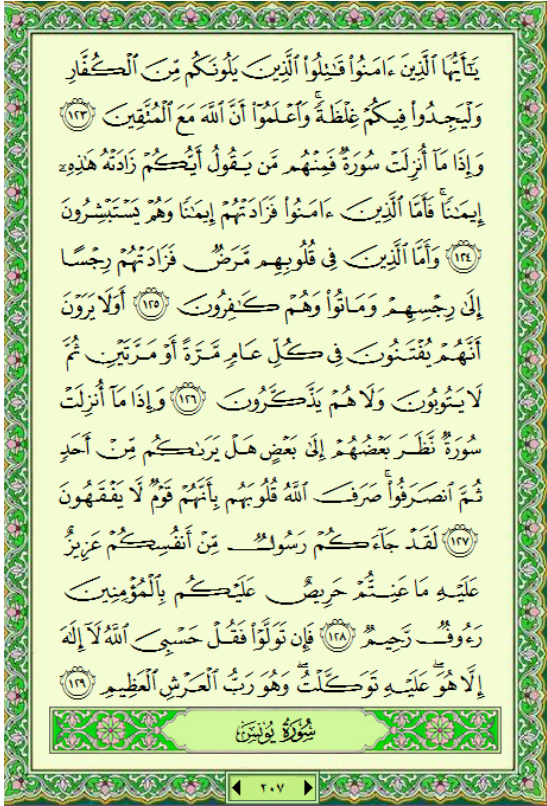 يَٰٓأَيُّهَا ٱلَّذِينَ ءَامَنُوا۟ قَٰتِلُوا۟ ٱلَّذِينَ يَلُونَكُم مِّنَ ٱلْكُفَّارِ
وَلْيَجِدُوا۟ فِيكُمْ غِلْظَةً ۚ وَٱعْلَمُوٓا۟ أَنَّ ٱللَّهَ مَعَ ٱلْمُتَّقِينَ ١٢٣
وَإِذَا مَآ أُنزِلَتْ سُورَةٌ فَمِنْهُم مَّن يَقُولُ أَيُّكُمْ زَادَتْهُ هَٰذِهِۦٓ
إِيمَٰنًا ۚ فَأَمَّا ٱلَّذِينَ ءَامَنُوا۟ فَزَادَتْهُمْ إِيمَٰنًا وَهُمْ يَسْتَبْشِرُونَ
١٢٤ وَأَمَّا ٱلَّذِينَ فِى قُلُوبِهِم مَّرَضٌ فَزَادَتْهُمْ رِجْسًا
إِلَىٰ رِجْسِهِمْ وَمَاتُوا۟ وَهُمْ كَٰفِرُونَ ١٢٥ أَوَلَا يَرَوْنَ
أَنَّهُمْ يُفْتَنُونَ فِى كُلِّ عَامٍ مَّرَّةً أَوْ مَرَّتَيْنِ ثُمَّ
لَا يَتُوبُونَ وَلَا هُمْ يَذَّكَّرُونَ ١٢٦ وَإِذَا مَآ أُنزِلَتْ
سُورَةٌ نَّظَرَ بَعْضُهُمْ إِلَىٰ بَعْضٍ هَلْ يَرَىٰكُم مِّنْ أَحَدٍ
ثُمَّ ٱنصَرَفُوا۟ ۚ صَرَفَ ٱللَّهُ قُلُوبَهُم بِأَنَّهُمْ قَوْمٌ لَّا يَفْقَهُونَ
١٢٧ لَقَدْ جَآءَكُمْ رَسُولٌ مِّنْ أَنفُسِكُمْ عَزِيزٌ
عَلَيْهِ مَا عَنِتُّمْ حَرِيصٌ عَلَيْكُم بِٱلْمُؤْمِنِينَ
رَءُوفٌ رَّحِيمٌ ١٢٨ فَإِن تَوَلَّوْا۟ فَقُلْ حَسْبِىَ ٱللَّهُ لَآ إِلَٰهَ
إِلَّا هُوَ ۖ عَلَيْهِ تَوَكَّلْتُ ۖ وَهُوَ رَبُّ ٱلْعَرْشِ ٱلْعَظِيمِ ١٢٩
سُورَةُ يُونُسَ
٢٠٧